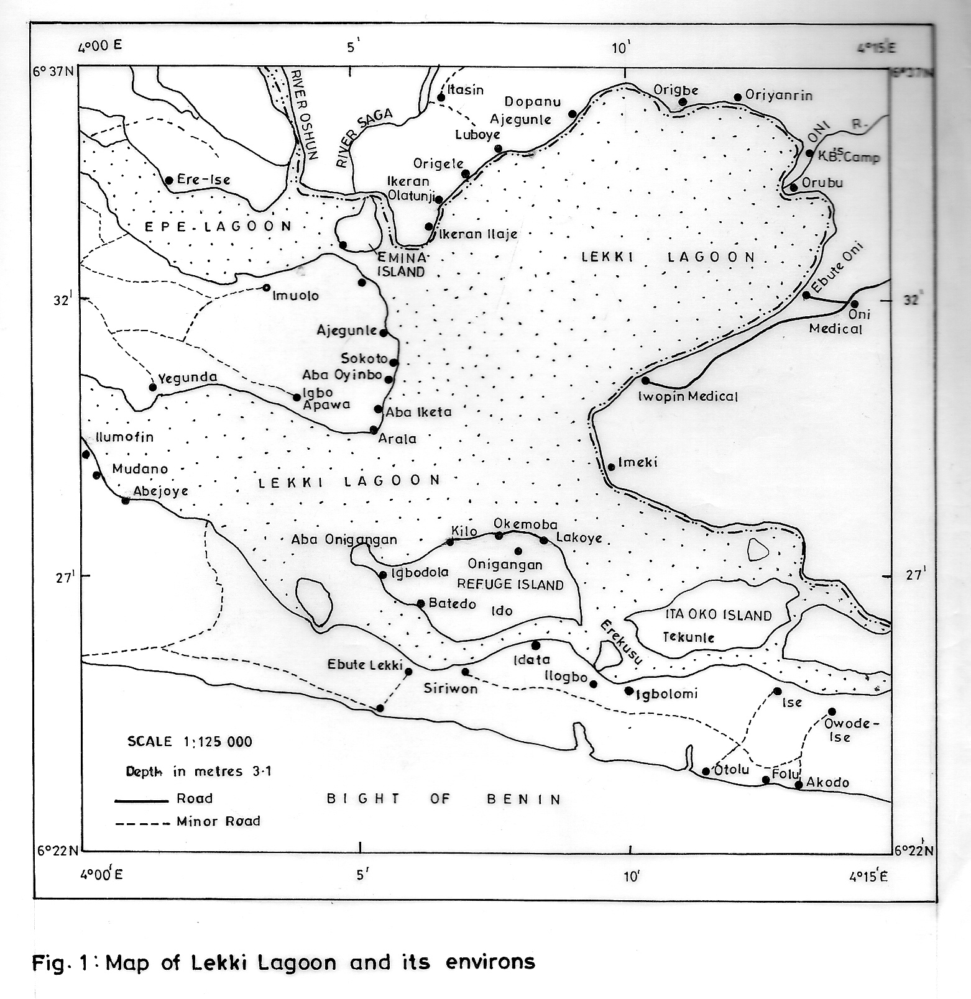 4°00 E
5'
10'
4°15'E
6°37N
6°37N
RIVER OSHUN
RIVER SAGA
Itasin
Dopanu
Ajegunle
Luboye
Origbe
Oriyanrin
ONI R.
K.B.'S Camp
Orubu
Origele
Ikeran
Olatunji
Ere-Ise
EPE-LAGOON
Ikeran Ilaje
EMINA
ISLAND
LEKKI LAGOON
Ebute Oni
Imuolo
32'
32'
Oni
Medical
Ajegunle
Sokoto
Aba Oyinbo
Yegunda
Igbo
Apawa
Iwopin Medical
Aba Iketa
Arala
Ilumofin
Mudano
Abejoye
Imeki
LEKKI LAGOON
Aba Onigangan
Kilo
Okemoba
Lakoye
Onigangan
Igbodola
REFUGE ISLAND
Batedo
Ido
27'
27'
ITA OKO ISLAND
Tekunle
Erekusu
Idata
Ebute Lekki
Siriwon
Ilogbo
Igbolomi
Ise
Owode-
Ise
Otolu
Folu
Akodo
SCALE 1:125 000
Depth in metres 3·1
Road
Minor Road
BIGHT OF BENIN
6°22N
6°22'N
4°00'E
5'
10'
4°15'E
Fig. 1: Map of Lekki Lagoon and its environs